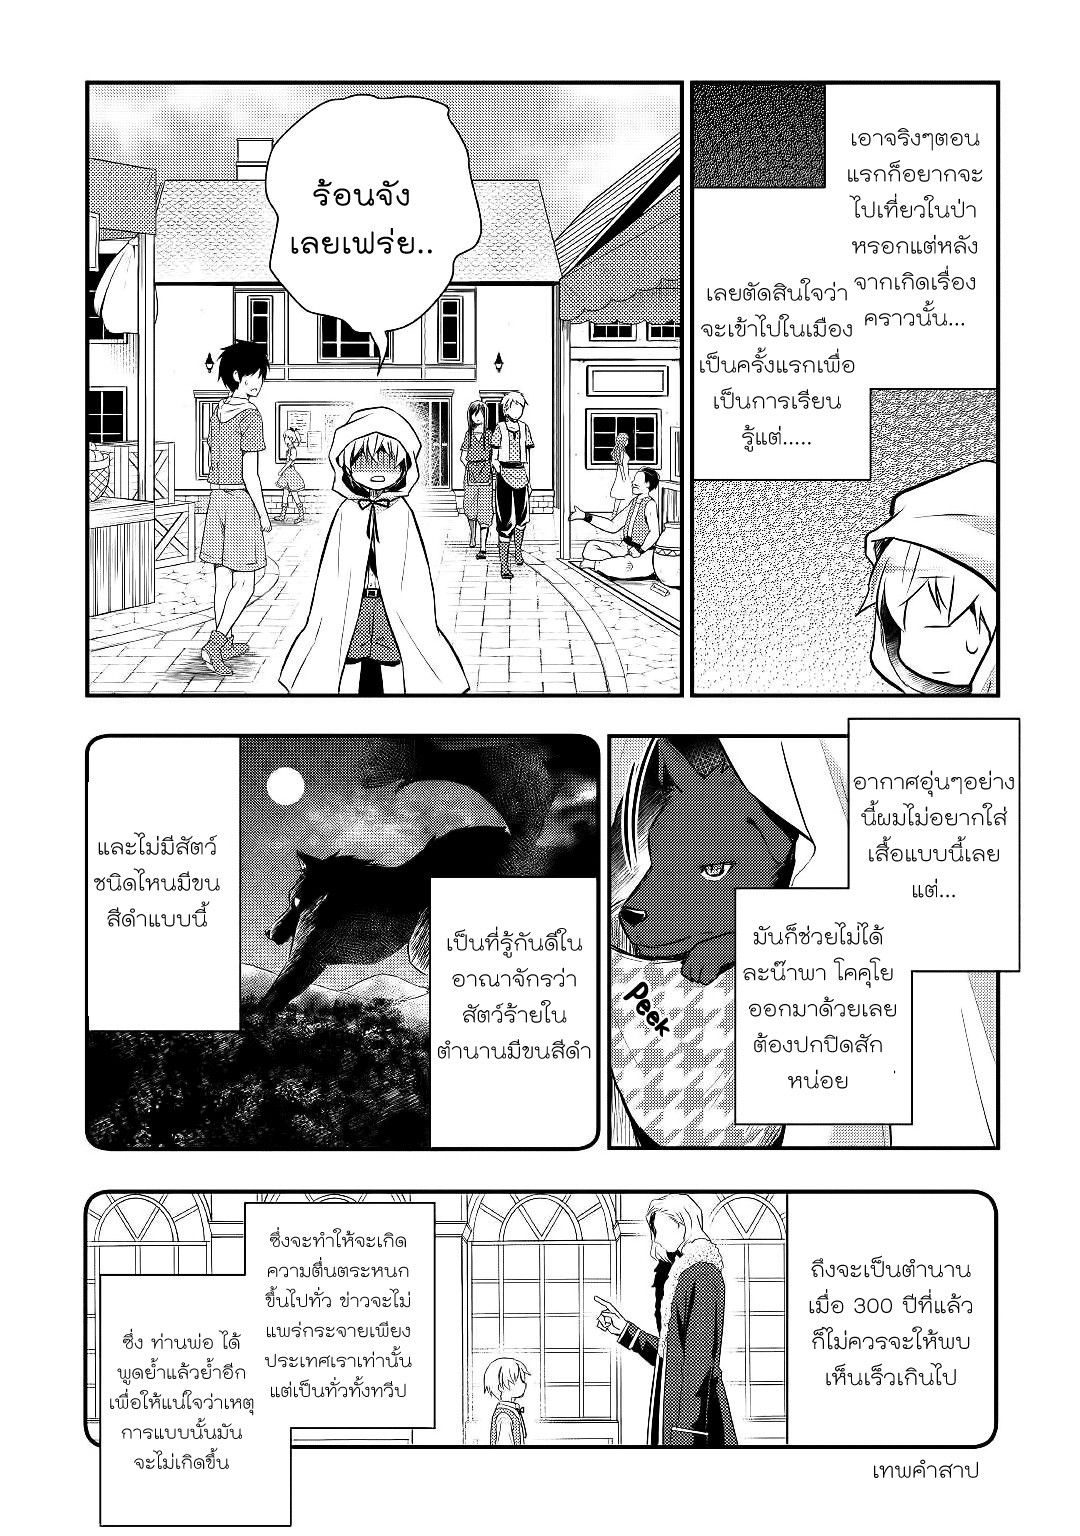 เอาจริงๆตอน
แรกก็อยากจะ
ไปเที่ยวในป่า
หรอกแต่หลัง
จากเกิดเรื่อง
คราวนั้น...
เลยตัดสินใจว่า
จะเข้าไปในเมือง
เป็นครั้งแรกเพื่อ
เป็นการเรียน
รู้แต่.....
ร้อนจัง
เลยเฟร่ย..
อากาศอุ่นๆอย่าง
นี้ผมไม่อยากใส่
เสื้อแบบนี้เลย
แต่...
มันก็ช่วยไม่ได้
ละน๊าพา โคคุโย
ออกมาด้วยเลย
ต้องปกปิดสัก
หน่อย
Peek
เป็นที่รู้กันดีใน
อาณาจักรว่า
สัตว์ร้ายใน
ตำนานมีขนสีดำ
และไม่มีสัตว์
ชนิดไหนมีขน
สีดำแบบนี้
ถึงจะเป็นตำนาน
เมื่อ 300 ปีที่แล้ว
ก็ไม่ควรจะให้พบ
เห็นเร็วเกินไป
ซึ่งจะทำให้จะเกิด
ความตื่นตระหนก
ขึ้นไปทั่ว ข่าวจะไม่
แพร่กระจายเพียง
ประเทศเราเท่านั้น
แต่เป็นทั่วทั้งทวีป
ซึ่ง ท่านพ่อ ได้
พูดย้ำแล้วย้ำอีก
เพื่อให้แน่ใจว่าเหตุ
การแบบนั้นมัน
จะไม่เกิดขึ้น
เทพคำสาป